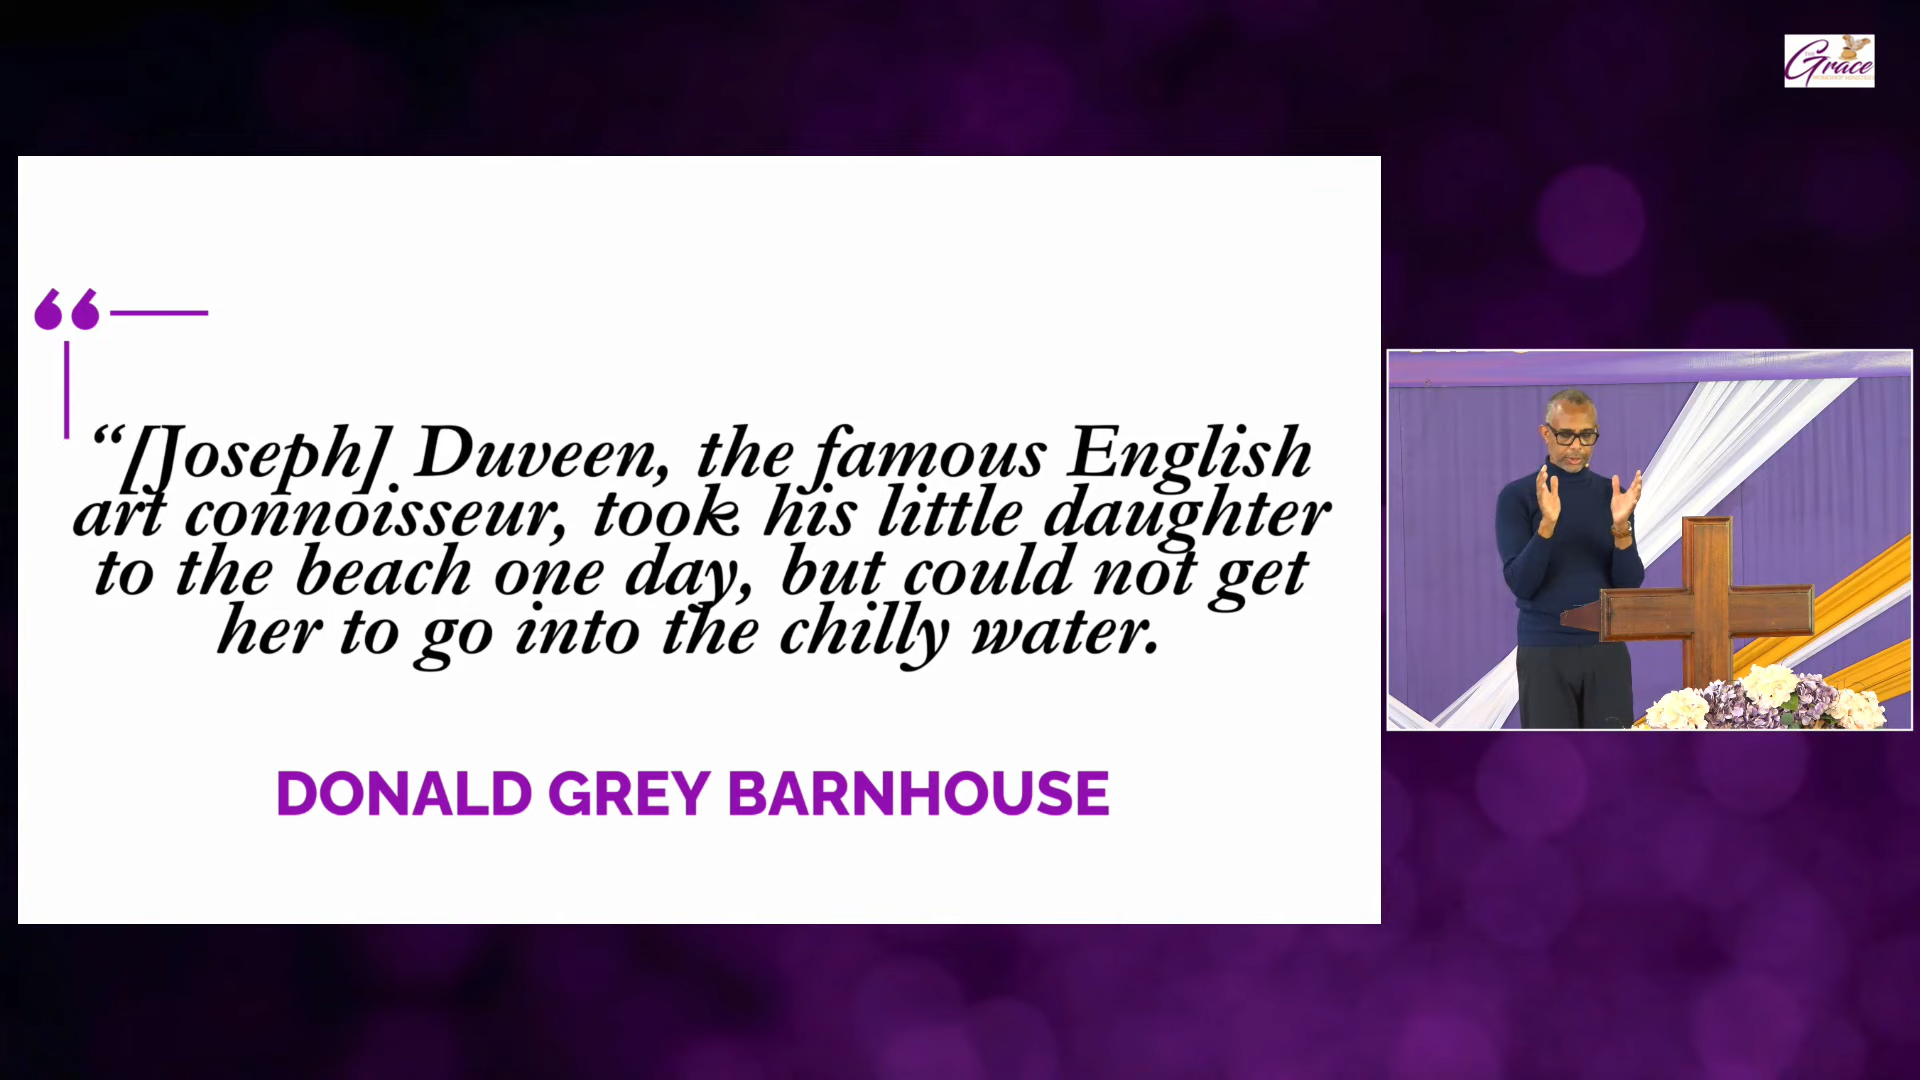 Grace
“[Joseph] Duveen, the famous English
art connoisseur, took his little daughter
to the beach one day, but could not get
her to go into the chilly water.
DONALD GREY BARNHOUSE